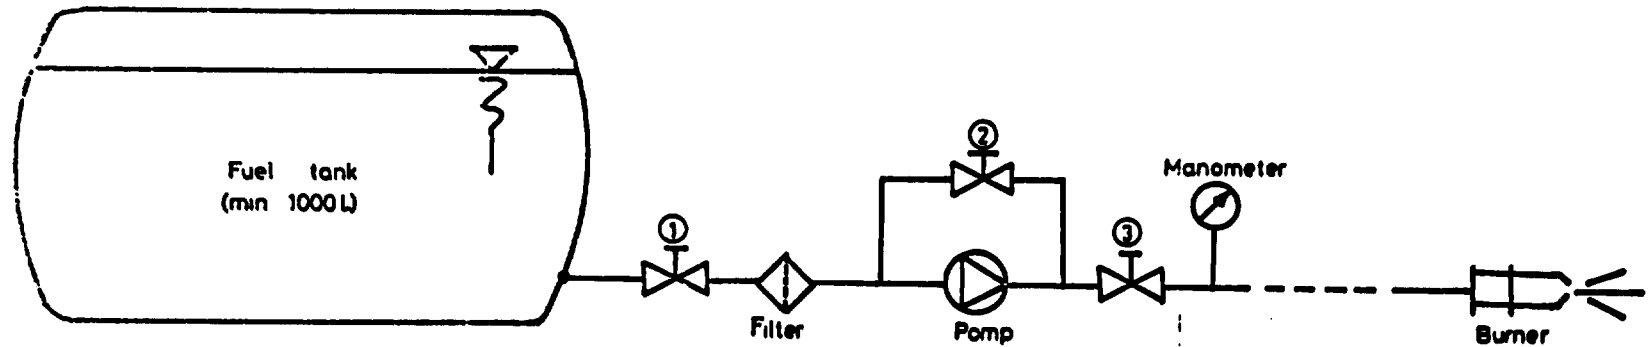 Fuel tank
(min 1000 L)
1
2
3
Manometer
Filter
Pomp
Burner